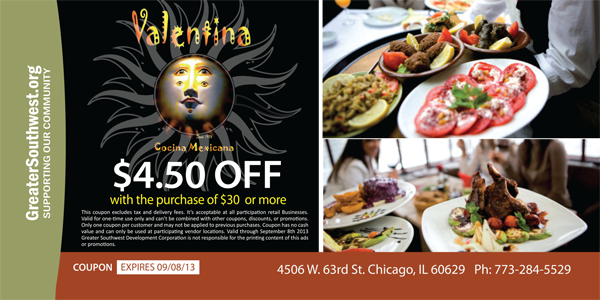 GreaterSouthwest.org
SUPPORTING OUR COMMUNITY
Valentina
Cocina Mexicana
$4.50 OFF
with the purchase of $30 or more
This coupon excludes tax and delivery fees. It's acceptable at all participation retail Businesses.
Valid for one-time use only and can't be combined with other coupons, discounts, or promotions.
Only one coupon per customer and may not be applied to previous purchases. Coupon has no cash
value and can only be used at participating vendor locations. Valid through September 8th 2013
Greater Southwest Development Corporation is not responsible for the printing content of this ads
or promotions.
COUPON EXPIRES 09/08/13
4506 W. 63rd St. Chicago, IL 60629 Ph: 773-284-5529